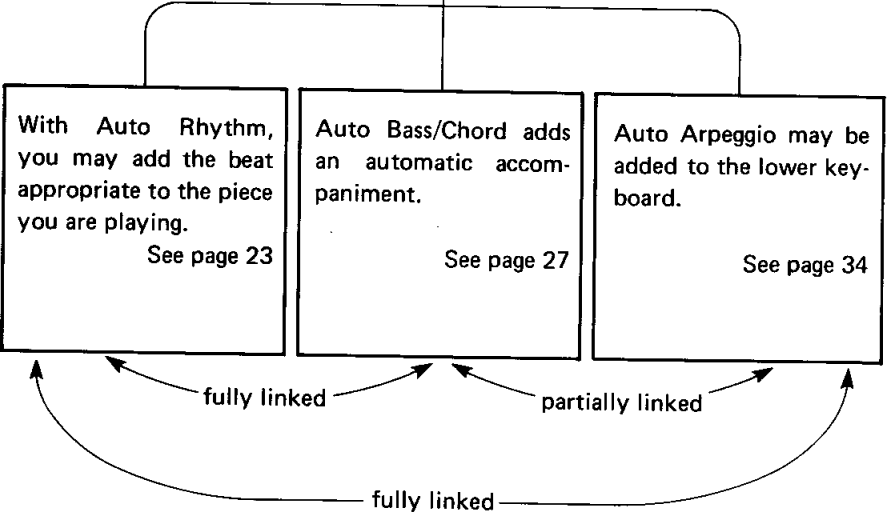 With Auto Rhythm,
you may add the beat
appropriate to the piece
you are playing.
See page 23
Auto Bass/Chord adds
an automatic accom-
paniment.
See page 27
Auto Arpeggio may be
added to the lower key-
board.
See page 34
fully linked
partially linked
fully linked